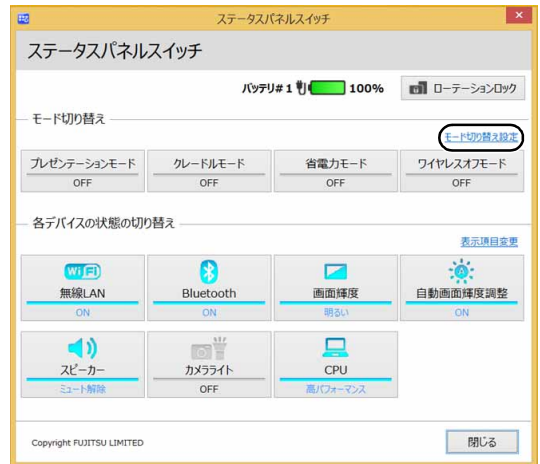 ステータスパネルスイッチ
ステータスパネルスイッチ
バッテリ#1 100% ローテーションロック
モード切り替え
モード切り替え設定
プレゼンテーションモード クレードルモード 省電力モード ワイヤレスオフモード
OFF OFF OFF OFF
各デバイスの状態の切り替え
表示項目変更
WiFi
無線LAN Bluetooth 画面輝度 自動画面輝度調整
ON ON 明るい ON
スピーカー カメラライト CPU
ミュート解除 OFF 高パフォーマンス
Copyright FUJITSU LIMITED 閉じる